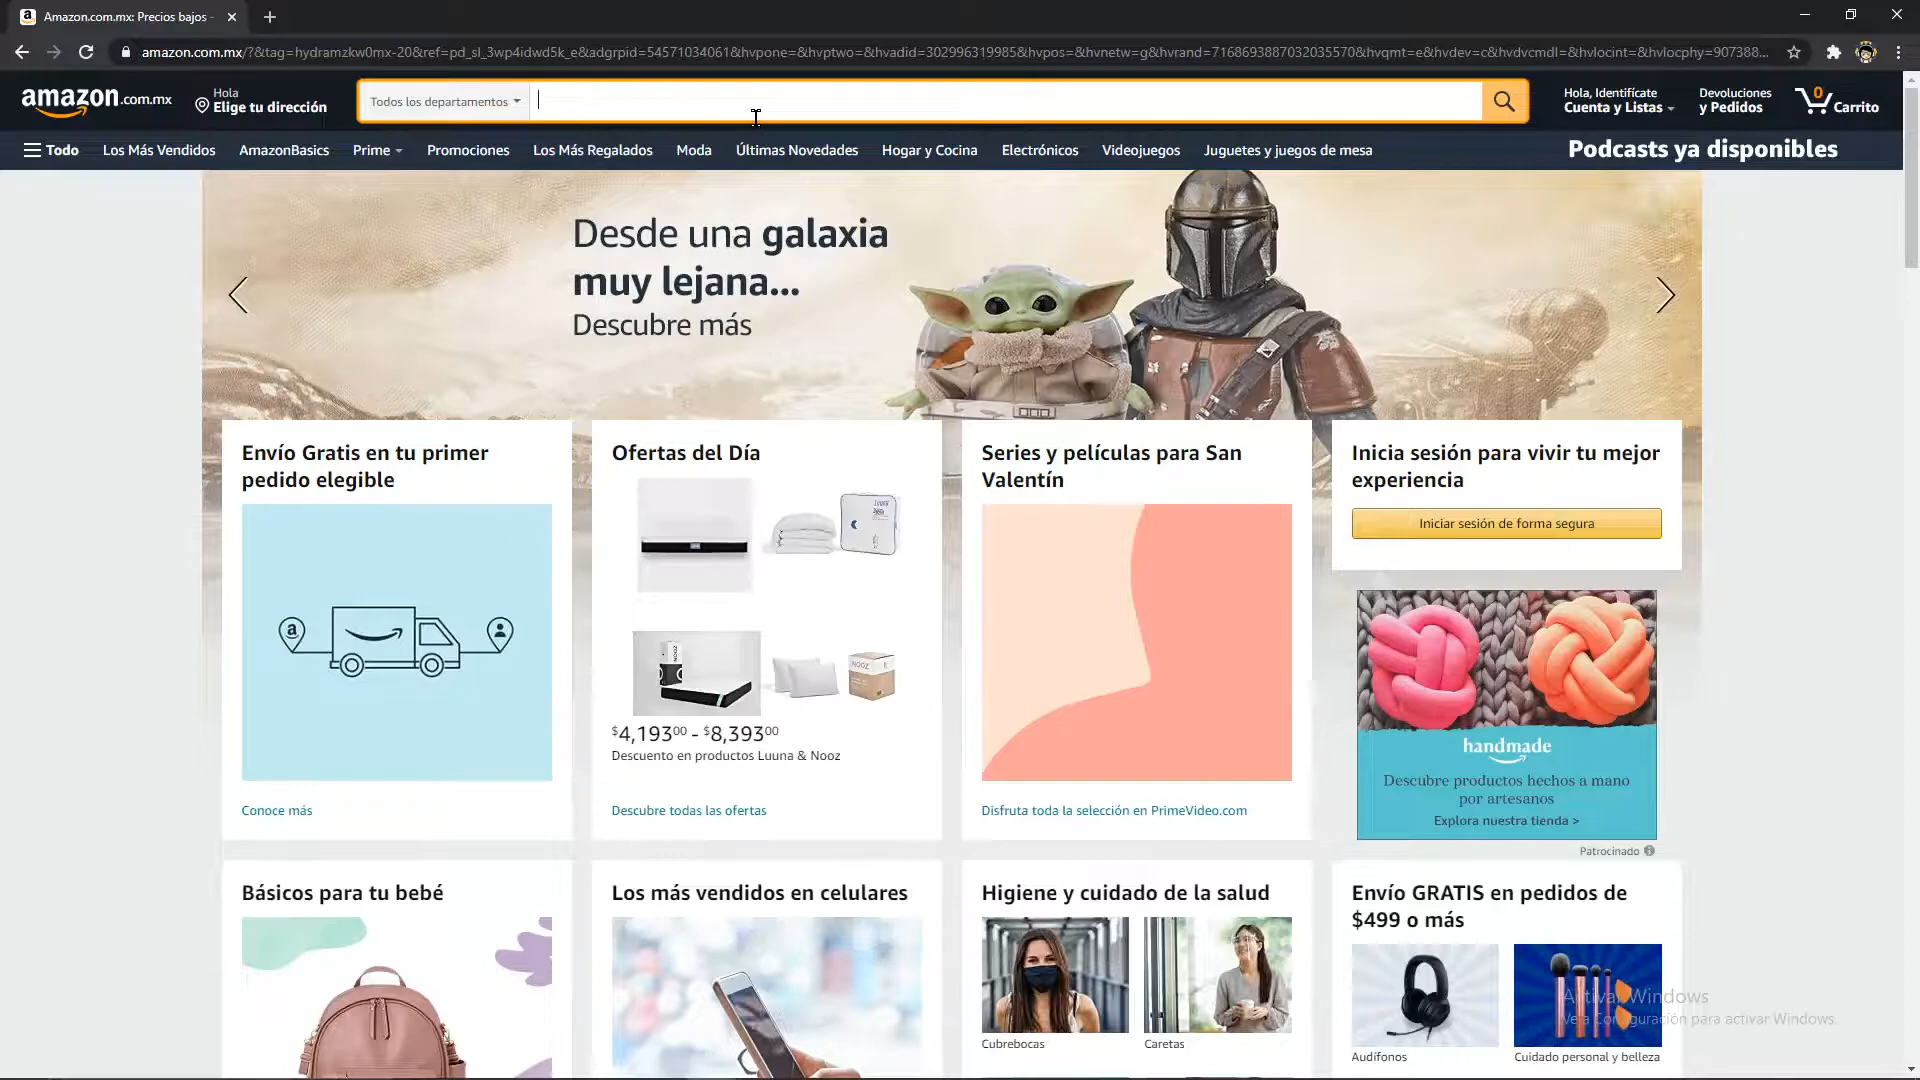 Amazon.com.mx: Precios bajos -
amazon.com.mx/?&tag=hydramzkw0mx-20&ref=pd_sl_3wp4idwd5k_e&adgrpid=54571034061&hvpone=&hvptwo=&hvadid=302996319985&hvpos=&hvnetw=g&hvrand=7168693887032035570&hvqmt=e&hvdev=c&hvdvcmdl=&hvlocint=&hvlocphy=907388...
amazon.com.mx
Hola
Elige tu dirección
Todos los departamentos
Hola, Identifícate
Cuenta y Listas
Devoluciones
y Pedidos
0
Carrito
Todo Los Más Vendidos AmazonBasics Prime Promociones Los Más Regalados Moda Últimas Novedades Hogar y Cocina Electrónicos Videojuegos Juguetes y juegos de mesa Podcasts ya disponibles
Desde una galaxia
muy lejana...
Descubre más
Envío Gratis en tu primer
pedido elegible
Conoce más
Ofertas del Día
NOOZ
NOOZ
$4,19300 - $8,39300
Descuento en productos Luuna & Nooz
Descubre todas las ofertas
Series y películas para San
Valentín
Disfruta toda la selección en PrimeVideo.com
Inicia sesión para vivir tu mejor
experiencia
Iniciar sesión de forma segura
handmade
Descubre productos hechos a mano
por artesanos
Explora nuestra tienda >
Patrocinado
Básicos para tu bebé
Los más vendidos en celulares
Higiene y cuidado de la salud
Cubrebocas
Caretas
Envío GRATIS en pedidos de
$499 o más
Audífonos
Cuidado personal y belleza
Activar Windows
Ve a Configuración para activar Windows.